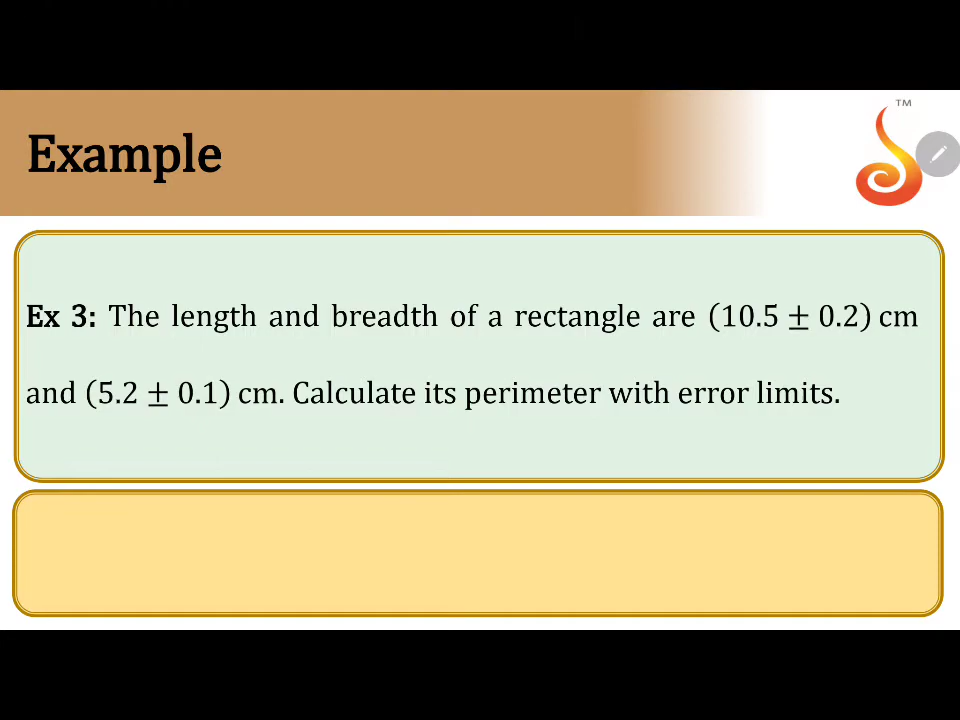 TM
Example
Ex 3: The length and breadth of a rectangle are (10.5 ± 0.2) cm
and (5.2 ± 0.1) cm. Calculate its perimeter with error limits.